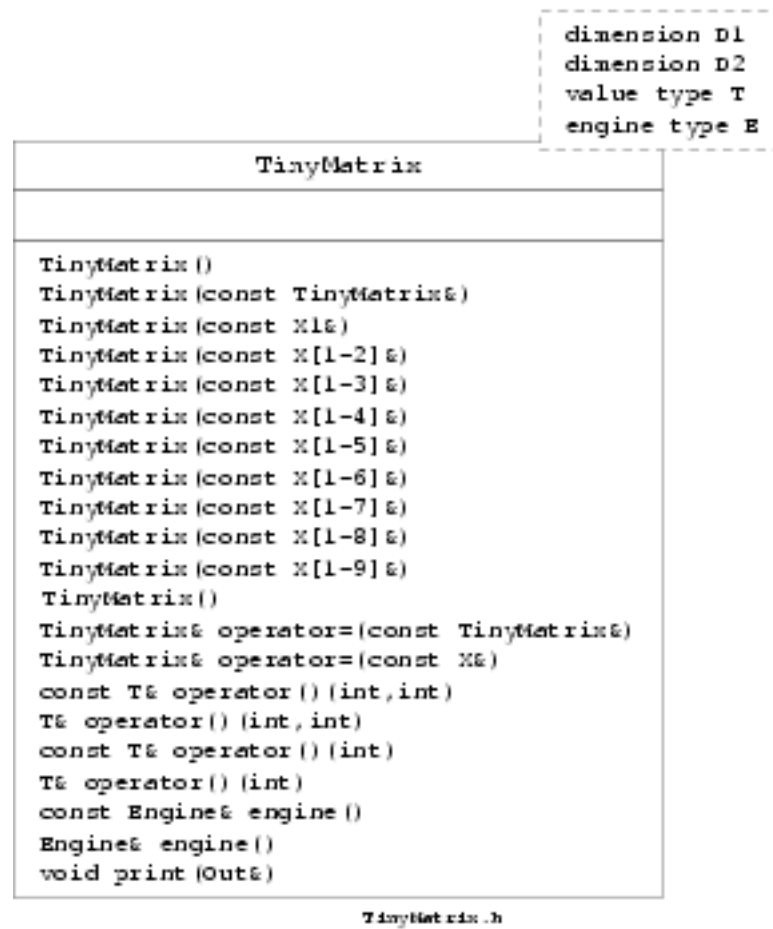 dimension D1
dimension D2
value type T
engine type E
TinyMatrix
TinyMatrix()
TinyMatrix(const TinyMatrix&)
TinyMatrix(const X1&)
TinyMatrix(const X[1-2]&)
TinyMatrix(const X[1-3]&)
TinyMatrix(const X[1-4]&)
TinyMatrix(const X[1-5]&)
TinyMatrix(const X[1-6]&)
TinyMatrix(const X[1-7]&)
TinyMatrix(const X[1-8]&)
TinyMatrix(const X[1-9]&)
TinyMatrix()
TinyMatrix& operator=(const TinyMatrix&)
TinyMatrix& operator=(const X&)
const T& operator()(int,int)
T& operator()(int,int)
const T& operator()(int)
T& operator()(int)
const Engine& engine()
Engine& engine()
void print(Out&)
TinyMatrix.h